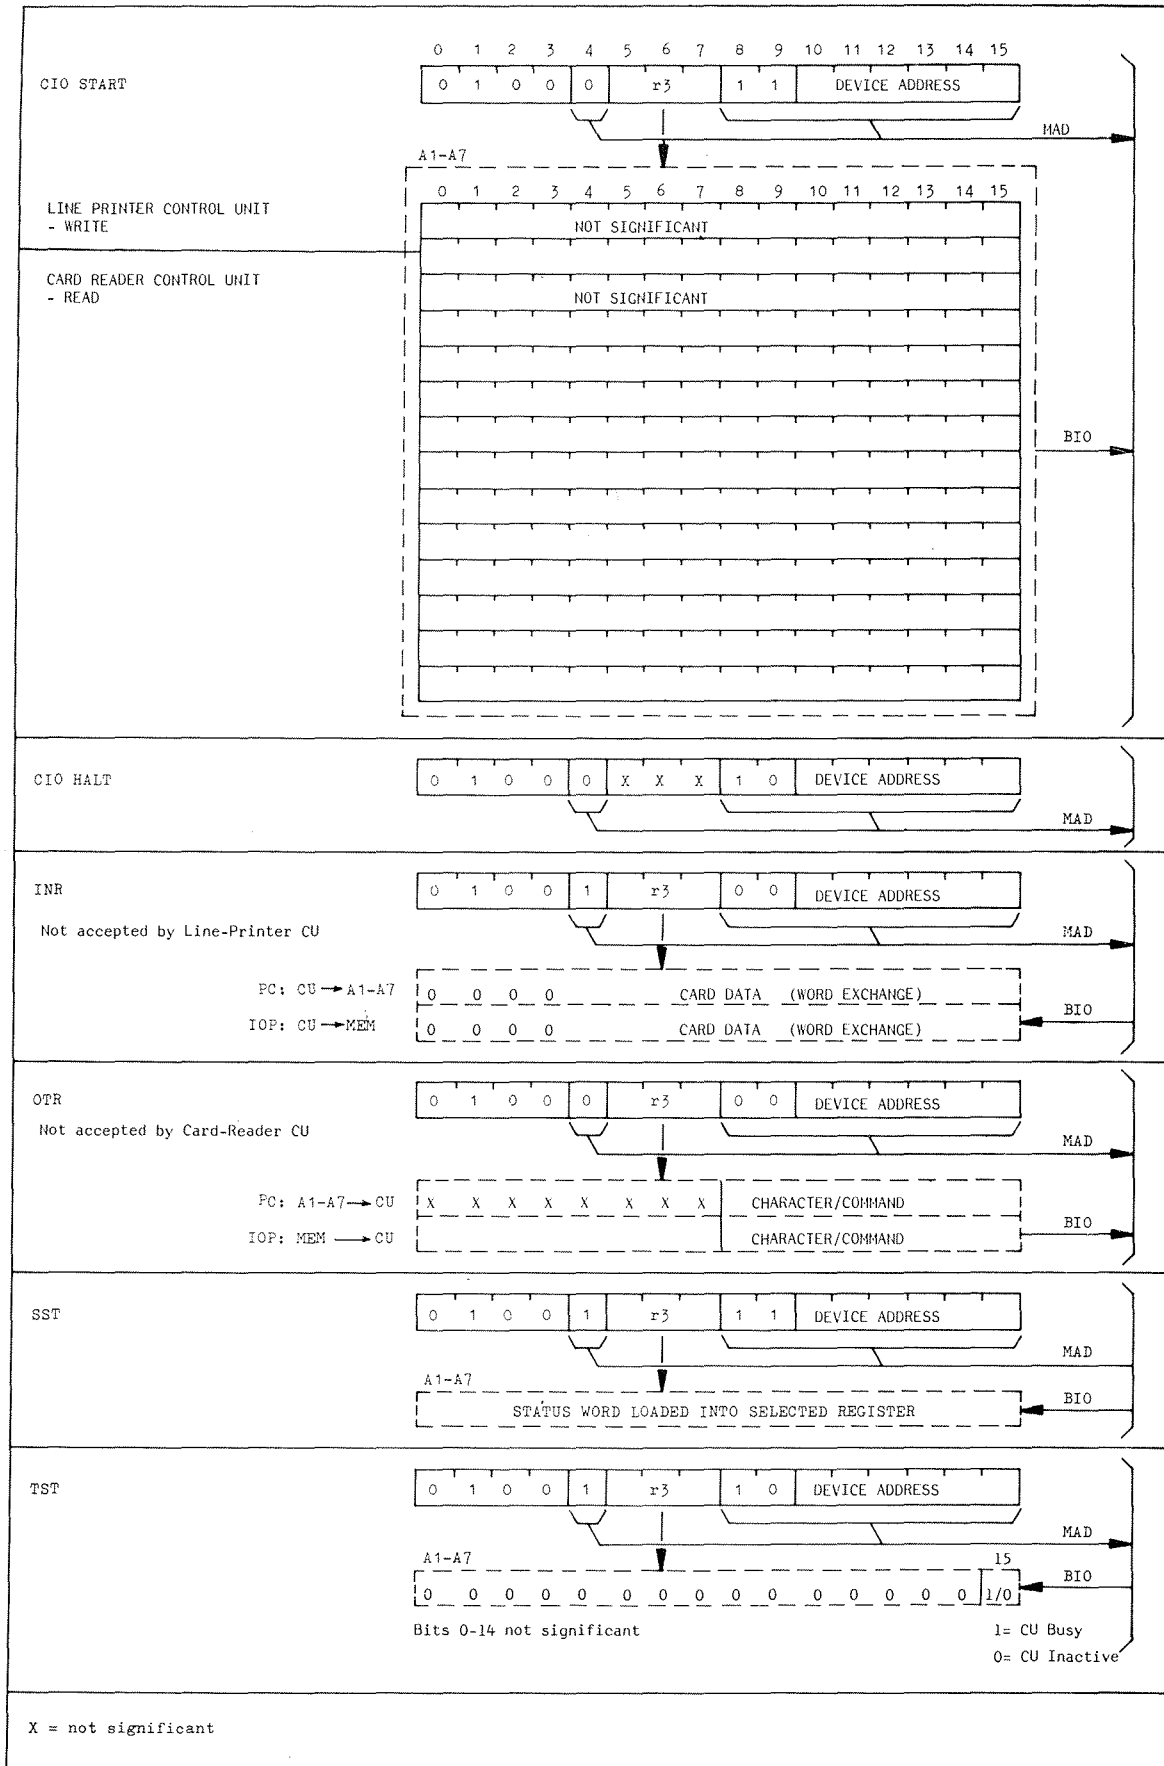 0 1 2 3 4 5 6 7 8 9 10 11 12 13 14 15
CIO START
0 1 0 0 0 r3 1 1 DEVICE ADDRESS
MAD
A1-A7
0 1 2 3 4 5 6 7 8 9 10 11 12 13 14 15
LINE PRINTER CONTROL UNIT
- WRITE
NOT SIGNIFICANT
CARD READER CONTROL UNIT
- READ
NOT SIGNIFICANT
BIO
CIO HALT
0 1 0 0 0 X X X 1 0 DEVICE ADDRESS
MAD
INR
0 1 0 0 1 r3 0 0 DEVICE ADDRESS
Not accepted by Line-Printer CU
MAD
PC: CU → A1-A7
0 0 0 0 CARD DATA (WORD EXCHANGE)
BIO
IOP: CU → MEM
0 0 0 0 CARD DATA (WORD EXCHANGE)
OTR
0 1 0 0 0 r3 0 0 DEVICE ADDRESS
Not accepted by Card-Reader CU
MAD
PC: A1-A7 → CU
X X X X X X X X CHARACTER/COMMAND
BIO
IOP: MEM → CU
CHARACTER/COMMAND
SST
0 1 0 0 1 r3 1 1 DEVICE ADDRESS
MAD
A1-A7
BIO
STATUS WORD LOADED INTO SELECTED REGISTER
TST
0 1 0 0 1 r3 1 0 DEVICE ADDRESS
MAD
A1-A7 15
BIO
0 0 0 0 0 0 0 0 0 0 0 0 0 0 0 1/0
Bits 0-14 not significant
1= CU Busy
0= CU Inactive
X = not significant